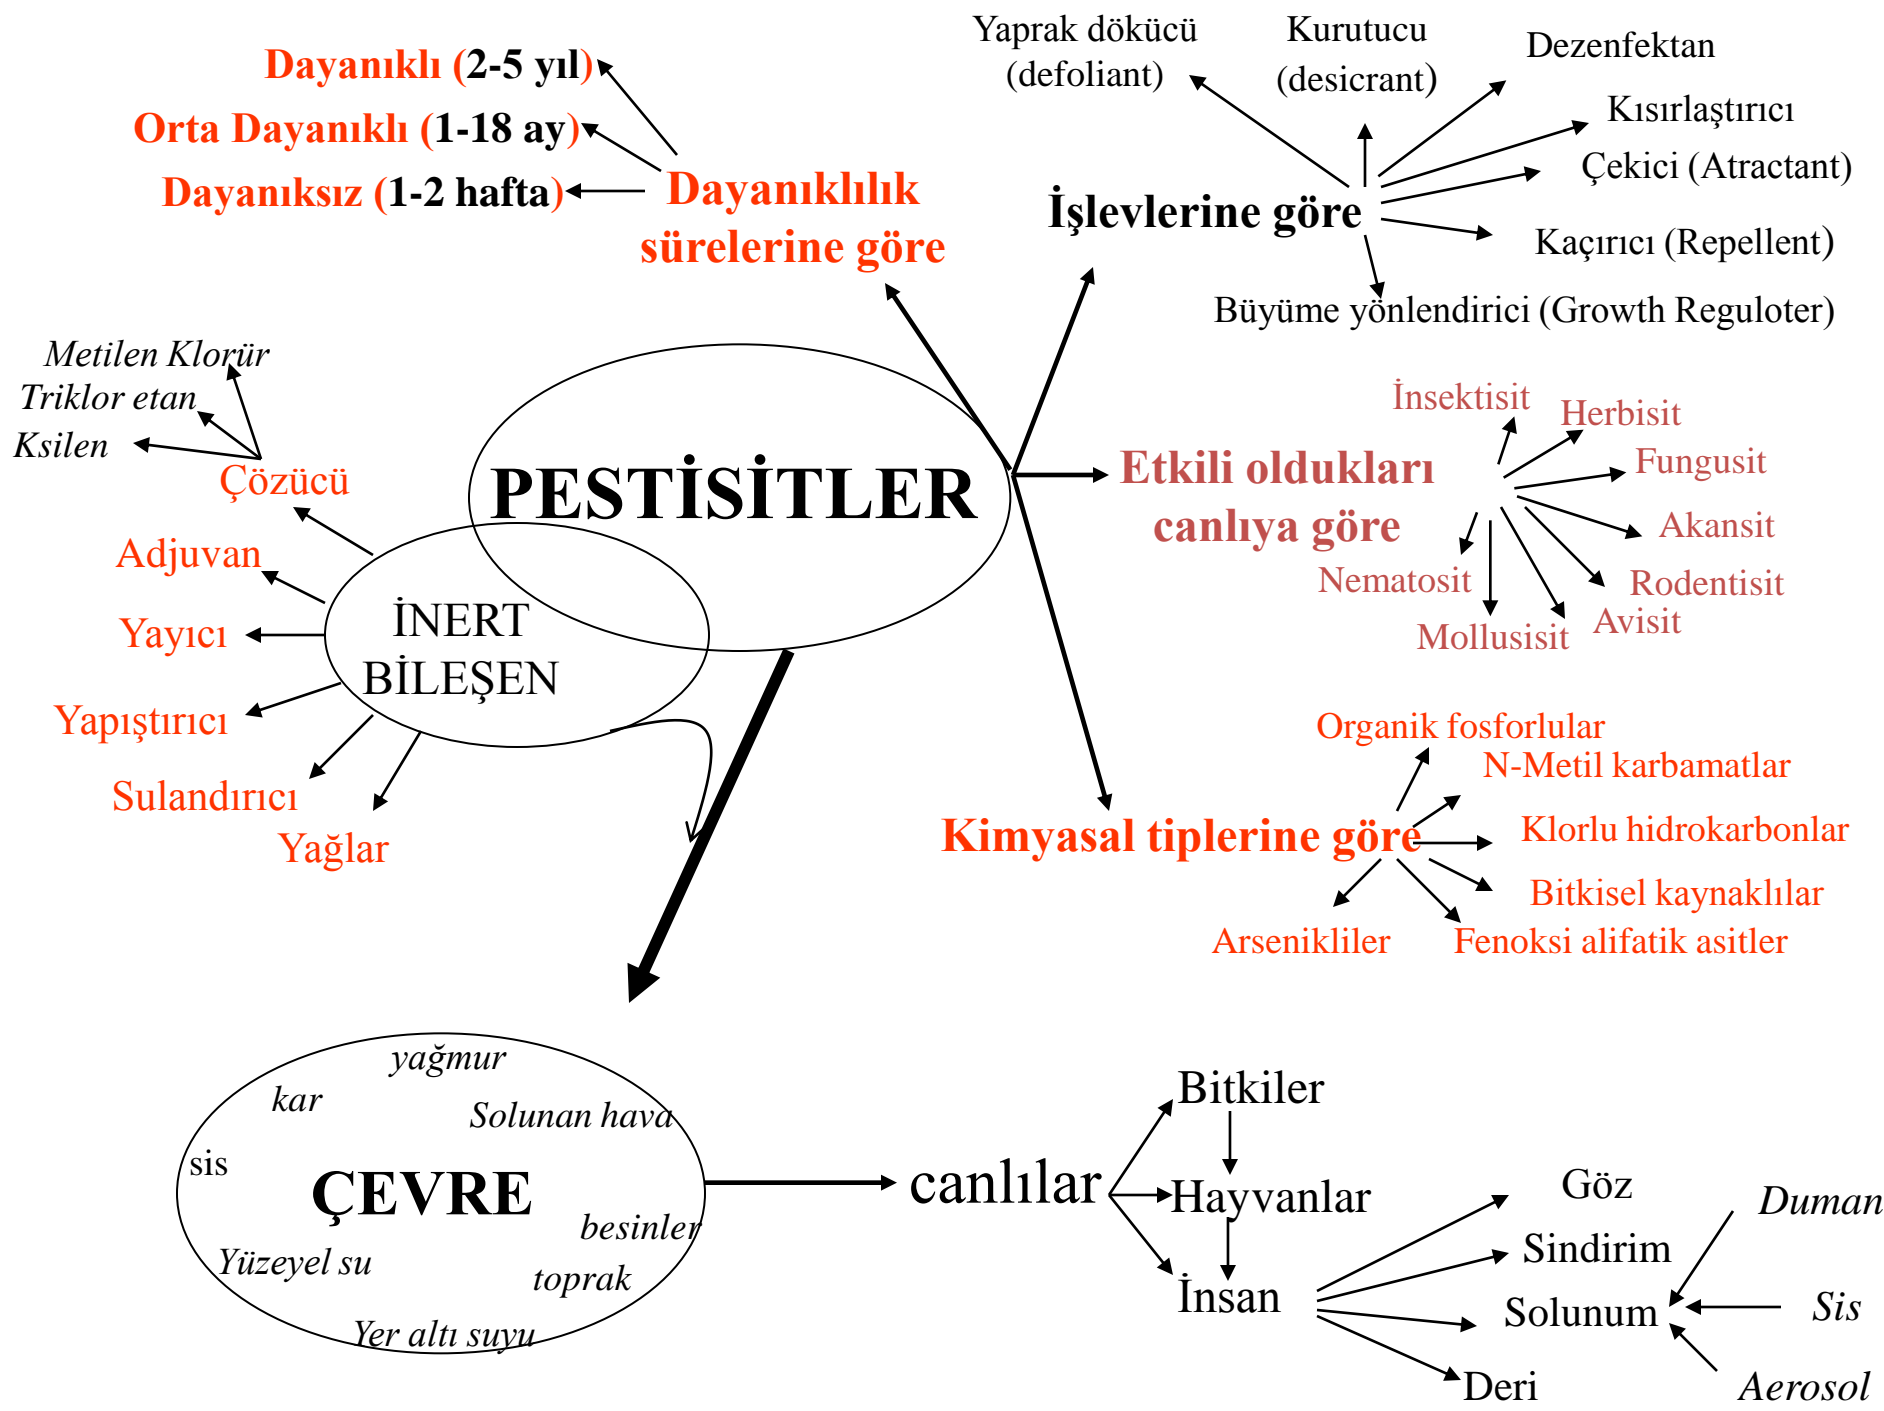 Dayanıklı (2-5 yıl)
Orta Dayanıklı (1-18 ay)
Dayanıksız (1-2 hafta)
Dayanıklılık
sürelerine göre
Yaprak dökücü
(defoliant)
Kurutucu
(desicrant)
Dezenfektan
Kısırlaştırıcı
Çekici (Atractant)
İşlevlerine göre
Kaçırıcı (Repellent)
Büyüme yönlendirici (Growth Reguloter)
Metilen Klorür
Triklor etan
Ksilen
Çözücü
Adjuvan
Yayıcı
Yapıştırıcı
Sulandırıcı
Yağlar
PESTİSİTLER
İNERT
BİLEŞEN
Etkili oldukları
canlıya göre
İnsektisit
Herbisit
Fungusit
Akansit
Rodentisit
Avisit
Mollusisit
Nematosit
Kimyasal tiplerine göre
Organik fosforlular
N-Metil karbamatlar
Klorlu hidrokarbonlar
Bitkisel kaynaklılar
Fenoksi alifatik asitler
Arsenikliler
yağmur
kar
Solunan hava
sis
ÇEVRE
besinler
Yüzeyel su
toprak
Yer altı suyu
canlılar
Bitkiler
Hayvanlar
İnsan
Göz
Sindirim
Solunum
Deri
Duman
Sis
Aerosol